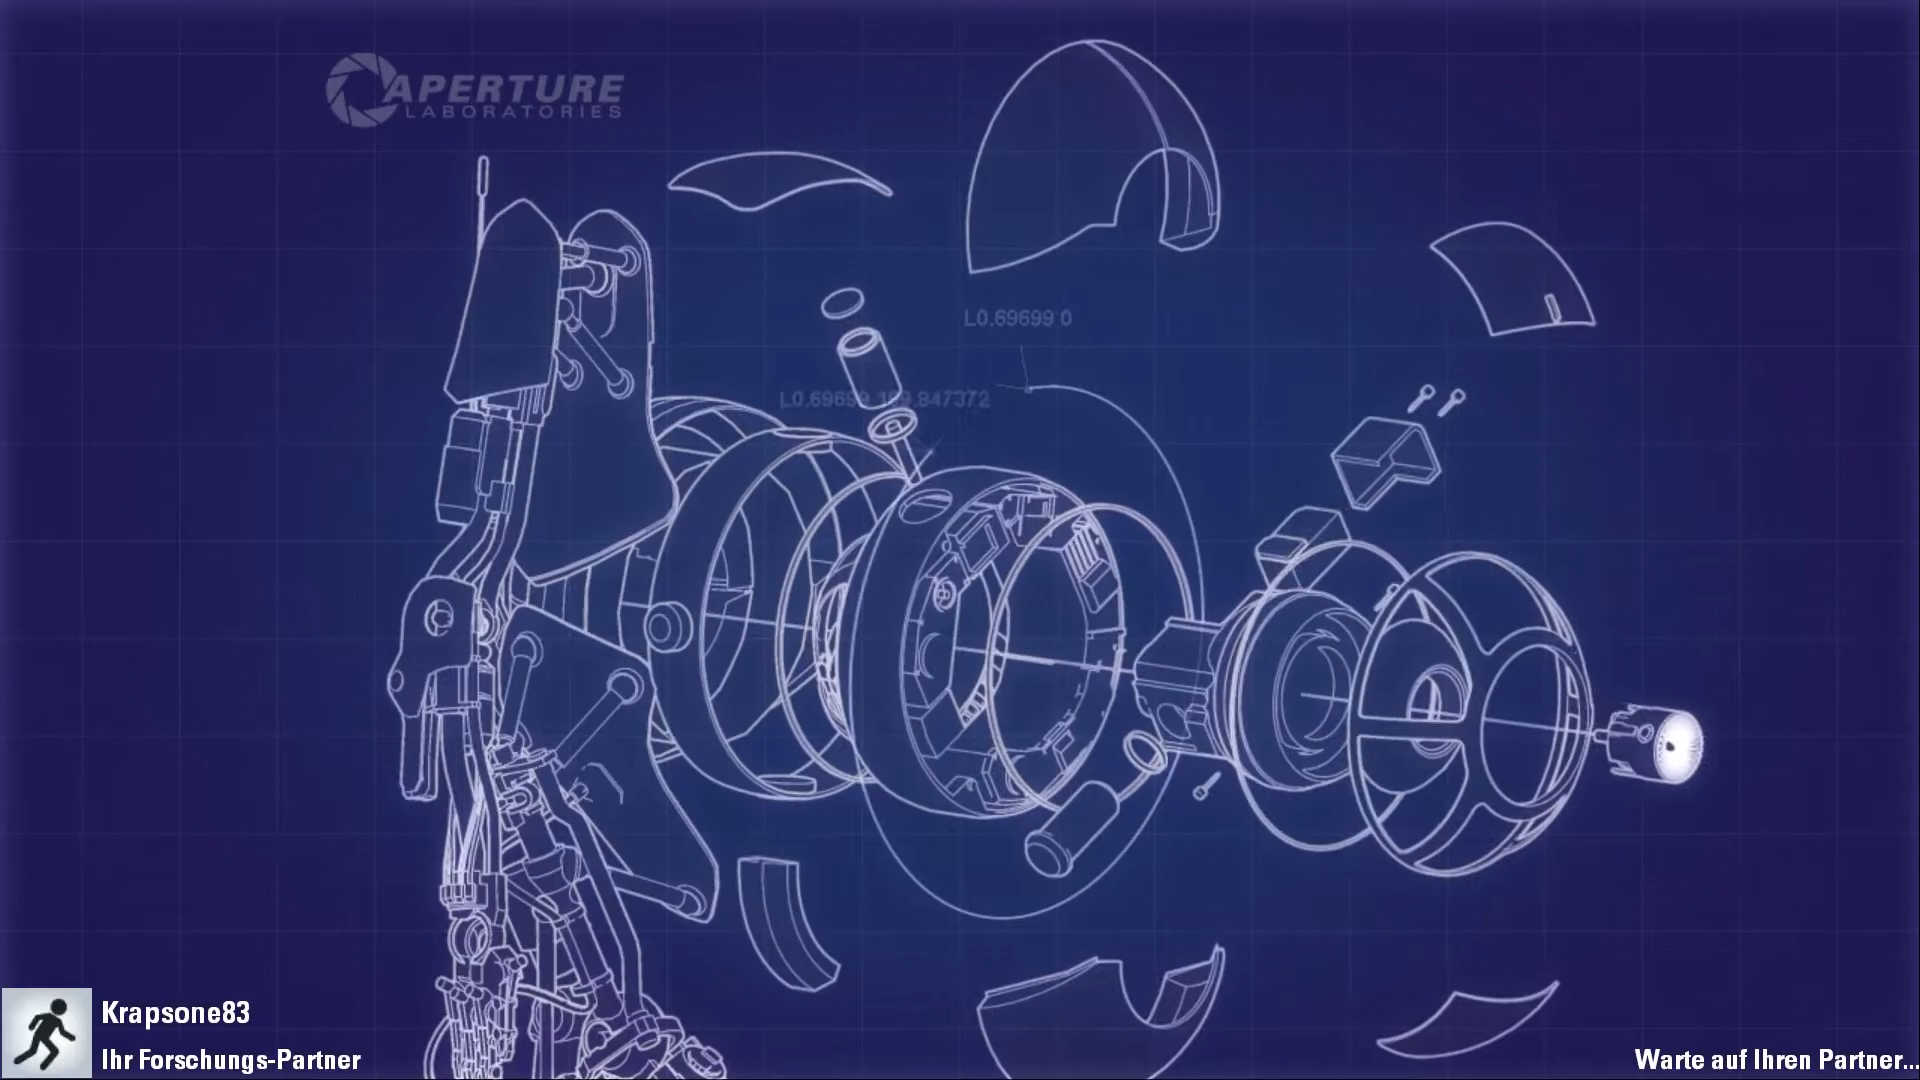 APERTURE
LABORATORIES
L0.69699 0
Krapsone83
Ihr Forschungs-Partner
Warte auf Ihren Partner...